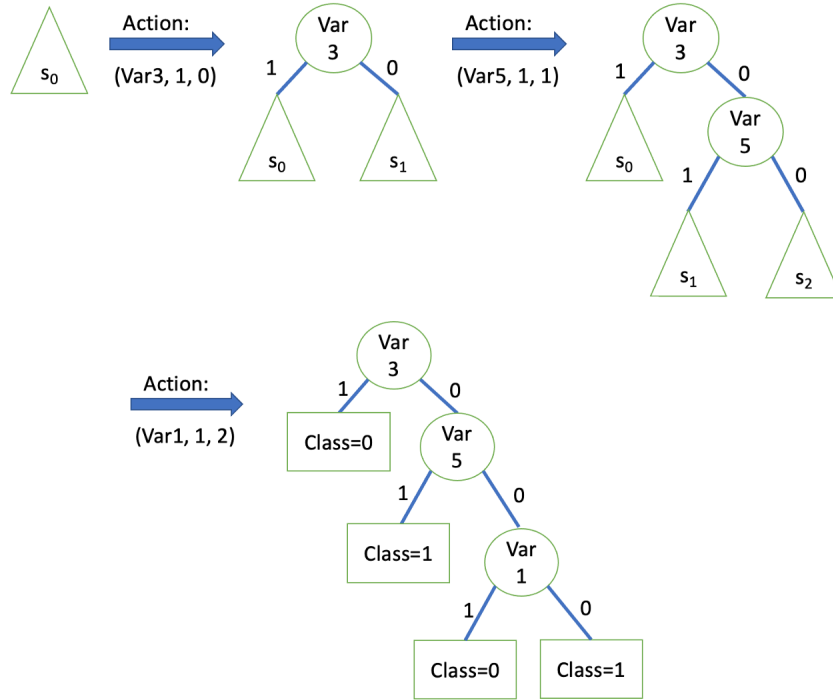 s0
Action:
(Var3, 1, 0)
Var
3
1
0
s0
s1
Action:
(Var5, 1, 1)
Var
3
1
0
s0
Var
5
1
0
s1
s2
Action:
(Var1, 1, 2)
Var
3
1
0
Class=0
Var
5
1
0
Class=1
Var
1
1
0
Class=0
Class=1